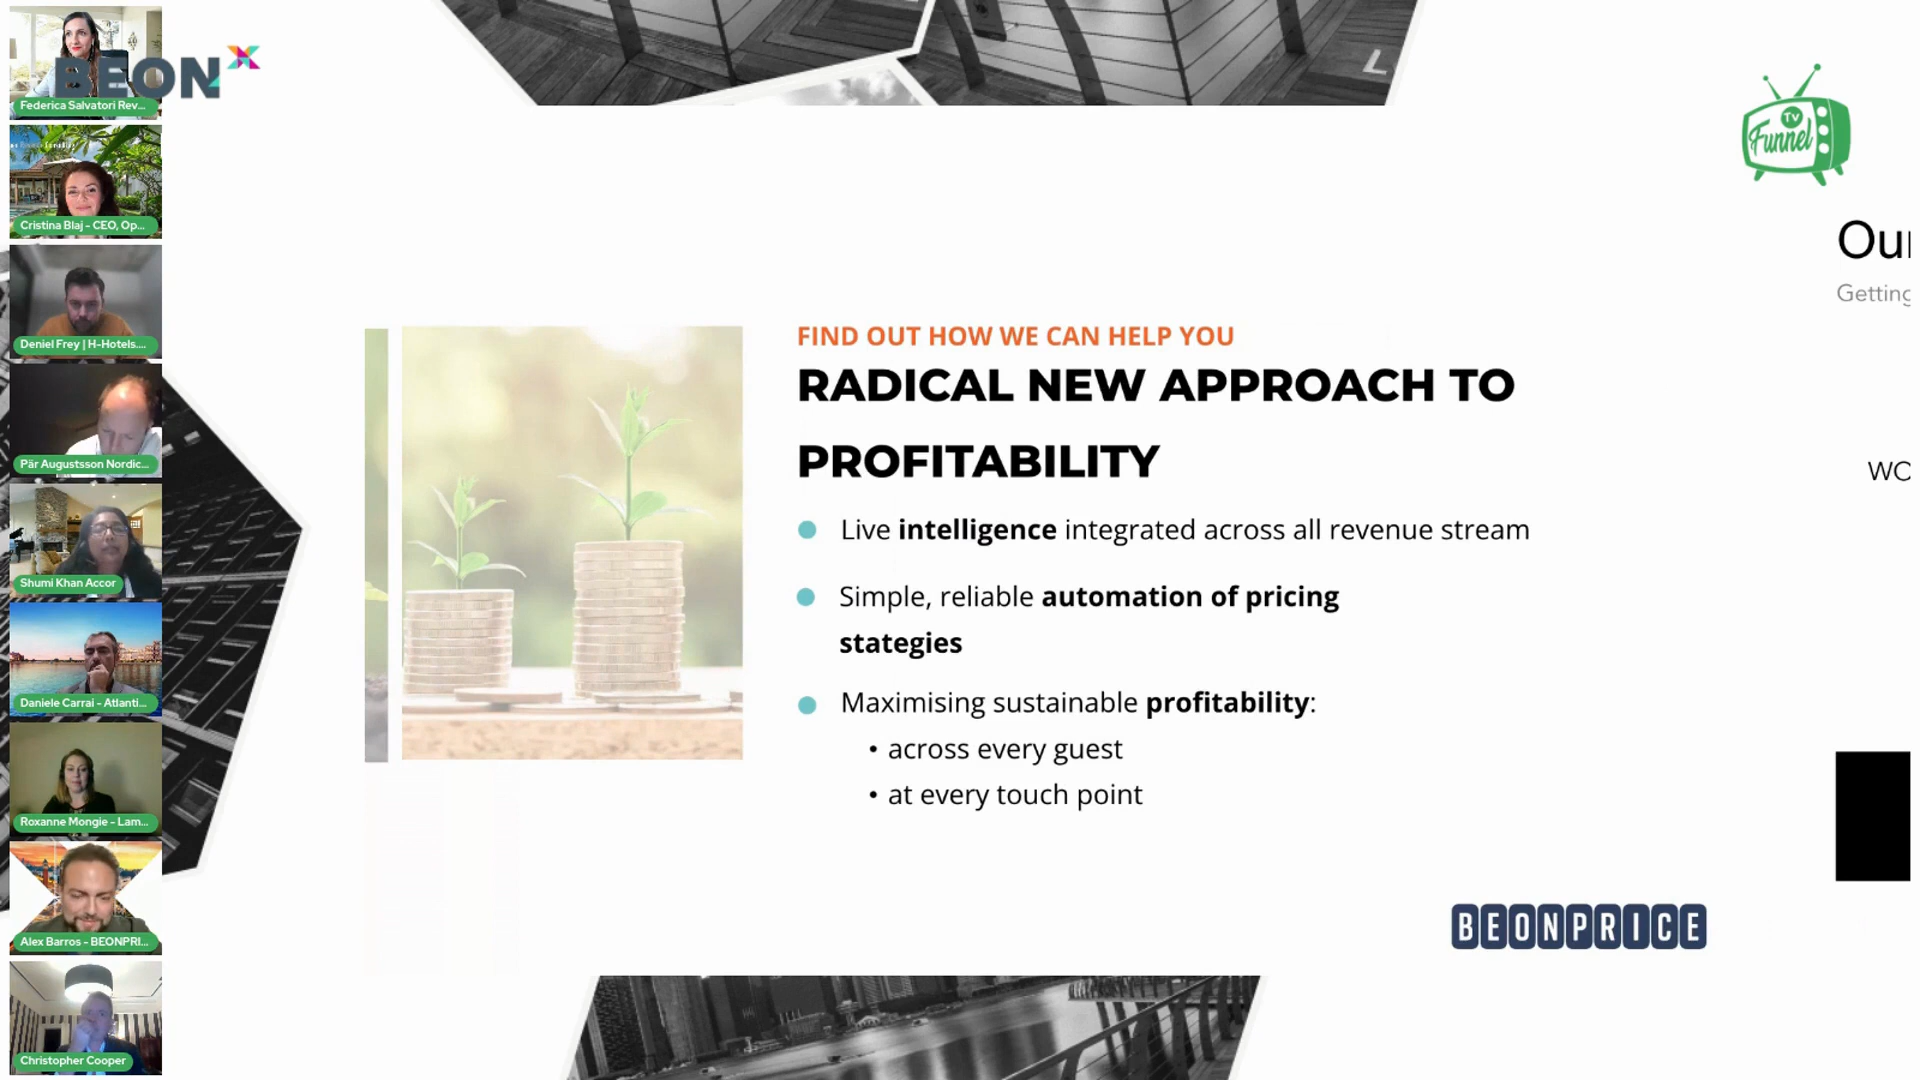 BEON
Federica Salvatori Rev...
Cristina Blaj - CEO, Op...
Deniel Frey | H-Hotels....
Pär Augustsson Nordic...
Shumi Khan Accor
Daniele Carrai - Atlanti...
Roxanne Mongie - Lam...
Alex Barros - BEONPRI...
Christopher Cooper
FIND OUT HOW WE CAN HELP YOU
RADICAL NEW APPROACH TO
PROFITABILITY
Live intelligence integrated across all revenue stream
Simple, reliable automation of pricing
stategies
Maximising sustainable profitability:
• across every guest
• at every touch point
BEONPRICE
TV
Funnel
Our
Getting
WO